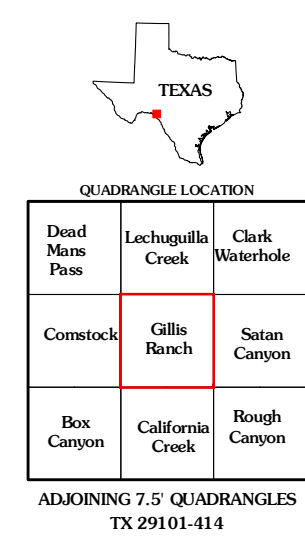 TEXAS
QUADRANGLE LOCATION
Dead
Mans
Pass
Lechuguilla
Creek
Clark
Waterhole
Comstock
Gillis
Ranch
Satan
Canyon
Box
Canyon
California
Creek
Rough
Canyon
ADJOINING 7.5' QUADRANGLES
TX 29101-414